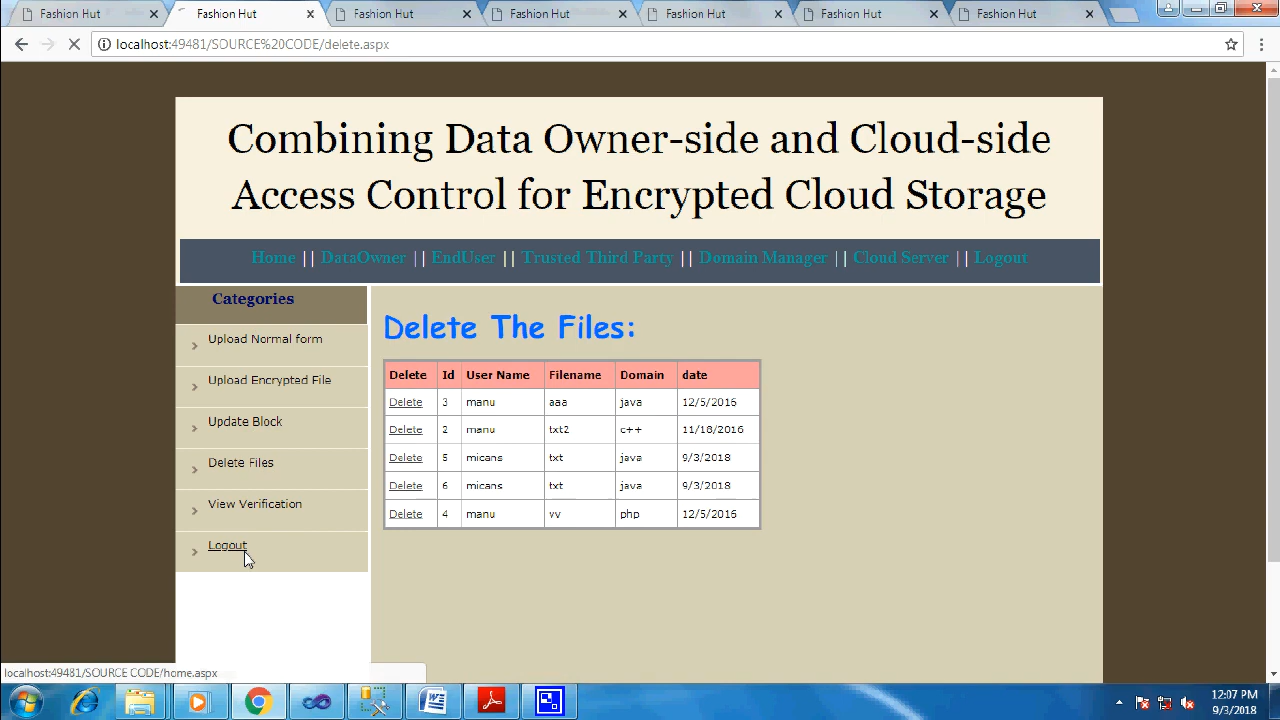 Fashion Hut Fashion Hut Fashion Hut Fashion Hut Fashion Hut Fashion Hut Fashion Hut
localhost:49481/SOURCE%20CODE/delete.aspx
Combining Data Owner-side and Cloud-side
Access Control for Encrypted Cloud Storage
Home || DataOwner || EndUser || Trusted Third Party || Domain Manager || Cloud Server || Logout
Categories
Upload Normal form
Upload Encrypted File
Update Block
Delete Files
View Verification
Logout
Delete The Files:
Delete Id User Name Filename Domain date
Delete 3 manu aaa java 12/5/2016
Delete 2 manu txt2 c++ 11/18/2016
Delete 5 micans txt java 9/3/2018
Delete 6 micans txt java 9/3/2018
Delete 4 manu vv php 12/5/2016
localhost:49481/SOURCE CODE/home.aspx
12:07 PM
9/3/2018